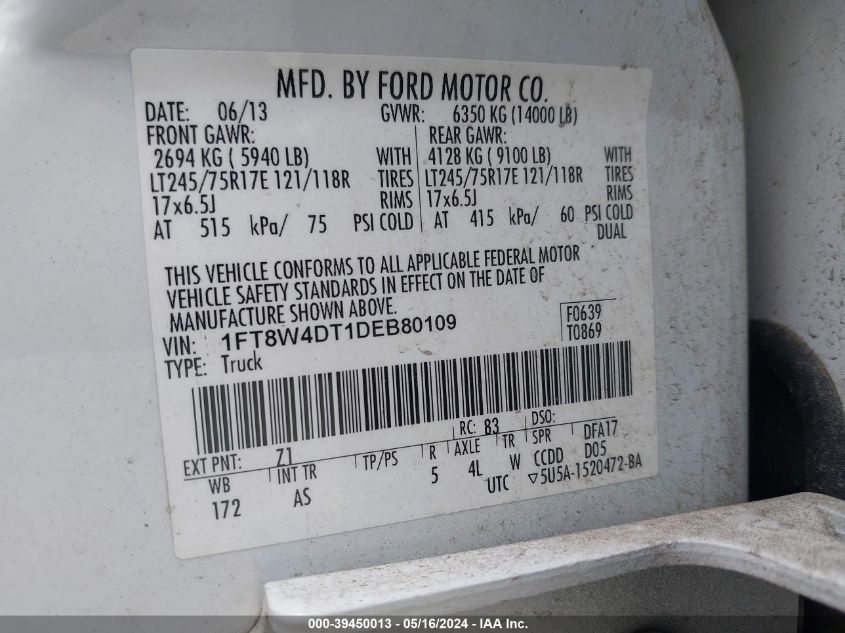 MFD. BY FORD MOTOR CO.
DATE: 06/13 GVWR: 6350 KG (14000 LB)
FRONT GAWR: REAR GAWR:
2694 KG ( 5940 LB) WITH 4128 KG ( 9100 LB) WITH
LT245/75R17E 121/118R TIRES LT245/75R17E 121/118R TIRES
17x6.5J RIMS 17x6.5J RIMS
AT 515 kPa/ 75 PSI COLD AT 415 kPa/ 60 PSI COLD
DUAL
THIS VEHICLE CONFORMS TO ALL APPLICABLE FEDERAL MOTOR
VEHICLE SAFETY STANDARDS IN EFFECT ON THE DATE OF
MANUFACTURE SHOWN ABOVE.
VIN: 1FT8W4DT1DEB80109 F0639
TYPE: Truck T0869
EXT PNT: Z1 RC: 83 DSO:
WB INT TR TP/PS R AXLE TR SPR DFA17
172 AS 5 4L W CCDD D05
UTC ▽5U5A-1520472-BA
000-39450013 - 05/16/2024 - IAA Inc.